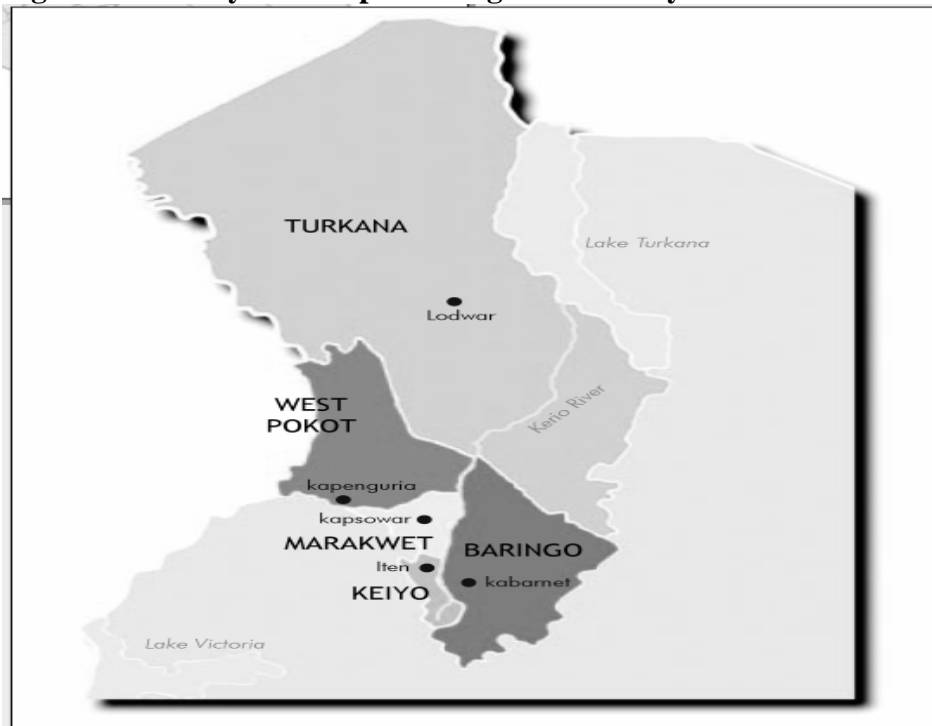 TURKANA
Lake Turkana
Lodwar
Kerio River
WEST
POKOT
kapenguria
kapsowar
MARAKWET
BARINGO
Iten
kabarnet
KEIYO
Lake Victoria